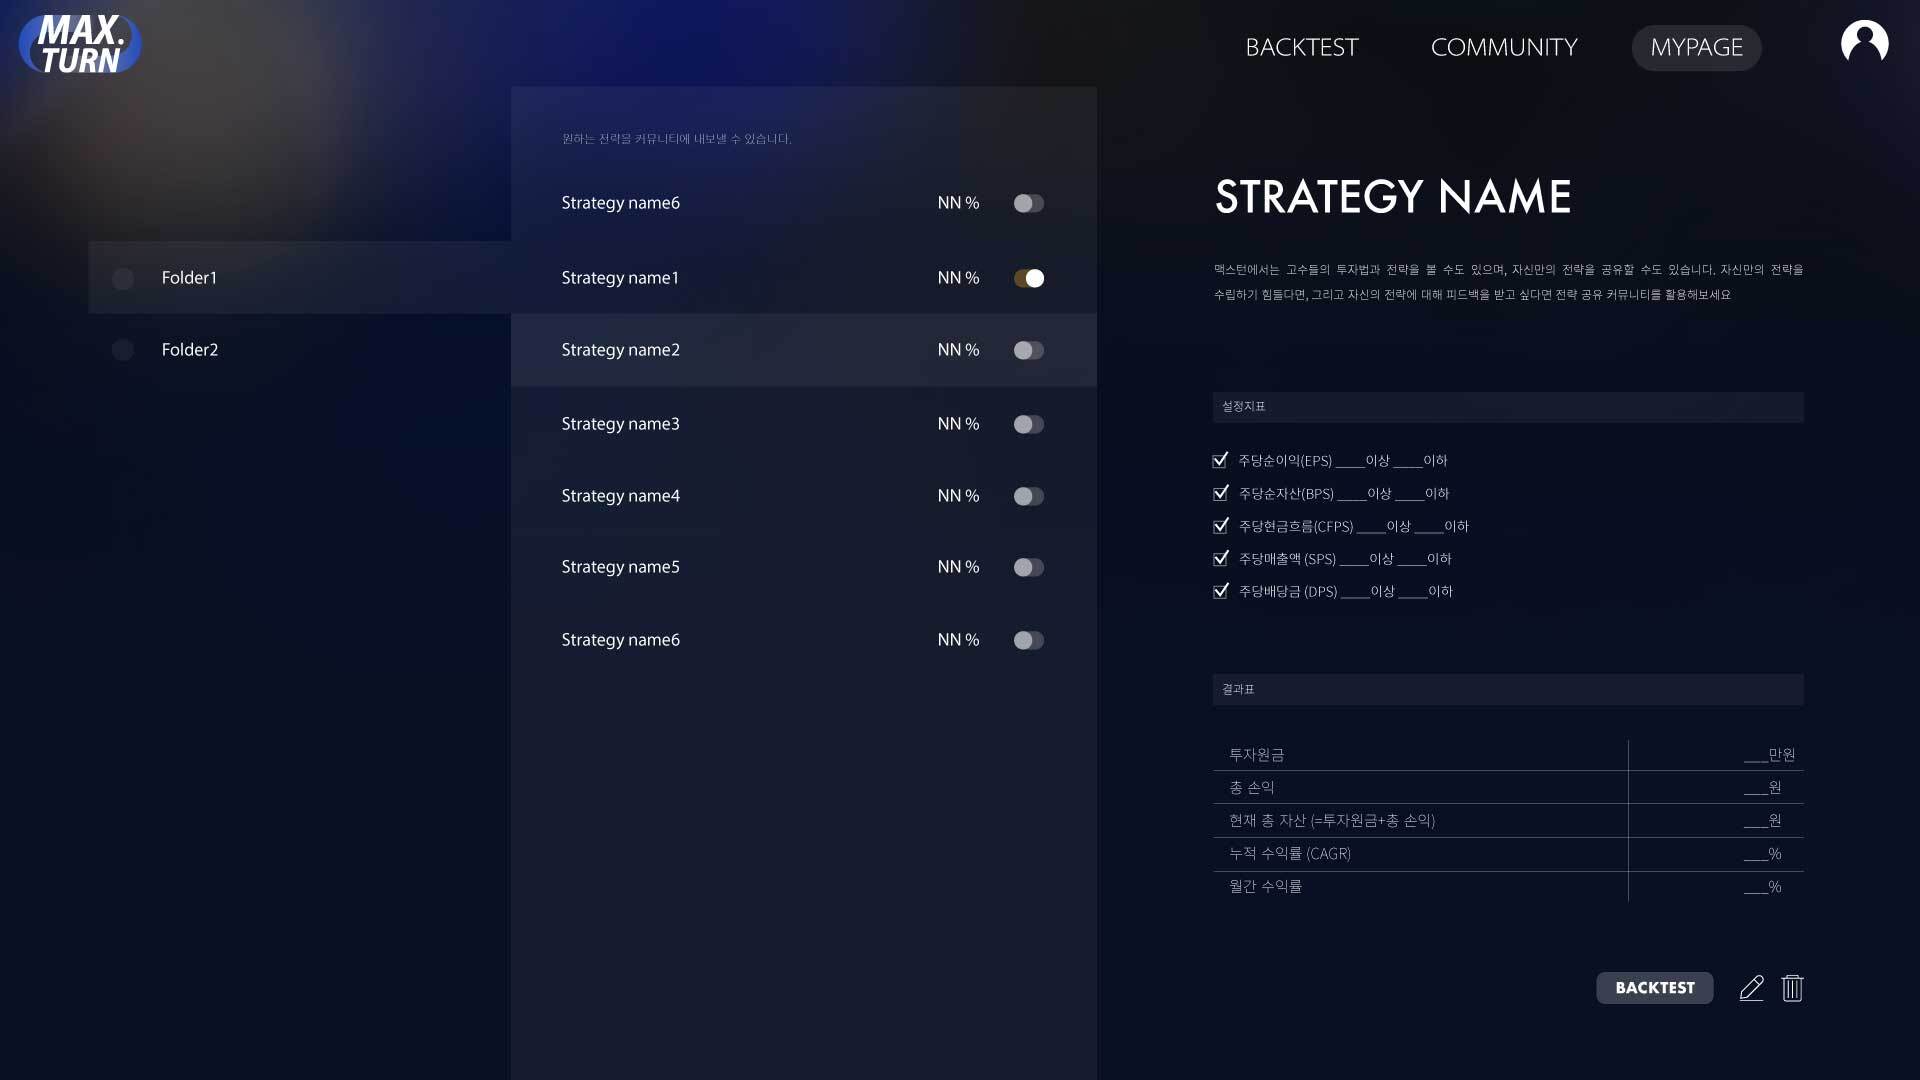 MAX.
TURN
BACKTEST
COMMUNITY
MYPAGE
Folder1
Folder2
원하는 전략을 커뮤니티에 내보낼 수 있습니다.
Strategy name6 NN %
Strategy name1 NN %
Strategy name2 NN %
Strategy name3 NN %
Strategy name4 NN %
Strategy name5 NN %
Strategy name6 NN %
STRATEGY NAME
맥스턴에서는 고수들의 투자법과 전략을 볼 수도 있으며, 자신만의 전략을 공유할 수도 있습니다. 자신만의 전략을
수립하기 힘들다면, 그리고 자신의 전략에 대해 피드백을 받고 싶다면 전략 공유 커뮤니티를 활용해보세요
설정지표
주당순이익(EPS) ____이상 ____이하
주당순자산(BPS) ____이상 ____이하
주당현금흐름(CFPS) ____이상 ____이하
주당매출액 (SPS) ____이상 ____이하
주당배당금 (DPS) ____이상 ____이하
결과표
투자원금 ___만원
총 손익 ___원
현재 총 자산 (=투자원금+총 손익) ___원
누적 수익률 (CAGR) ___%
월간 수익률 ___%
BACKTEST